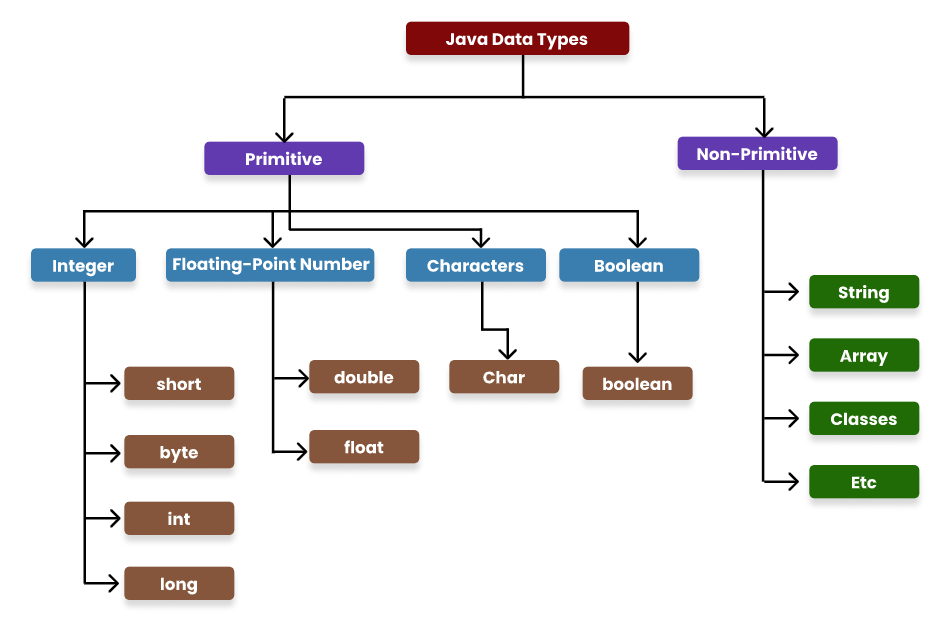 Java Data Types
Primitive
Non-Primitive
Integer
Floating-Point Number
Characters
Boolean
short
byte
int
long
double
float
Char
boolean
String
Array
Classes
Etc